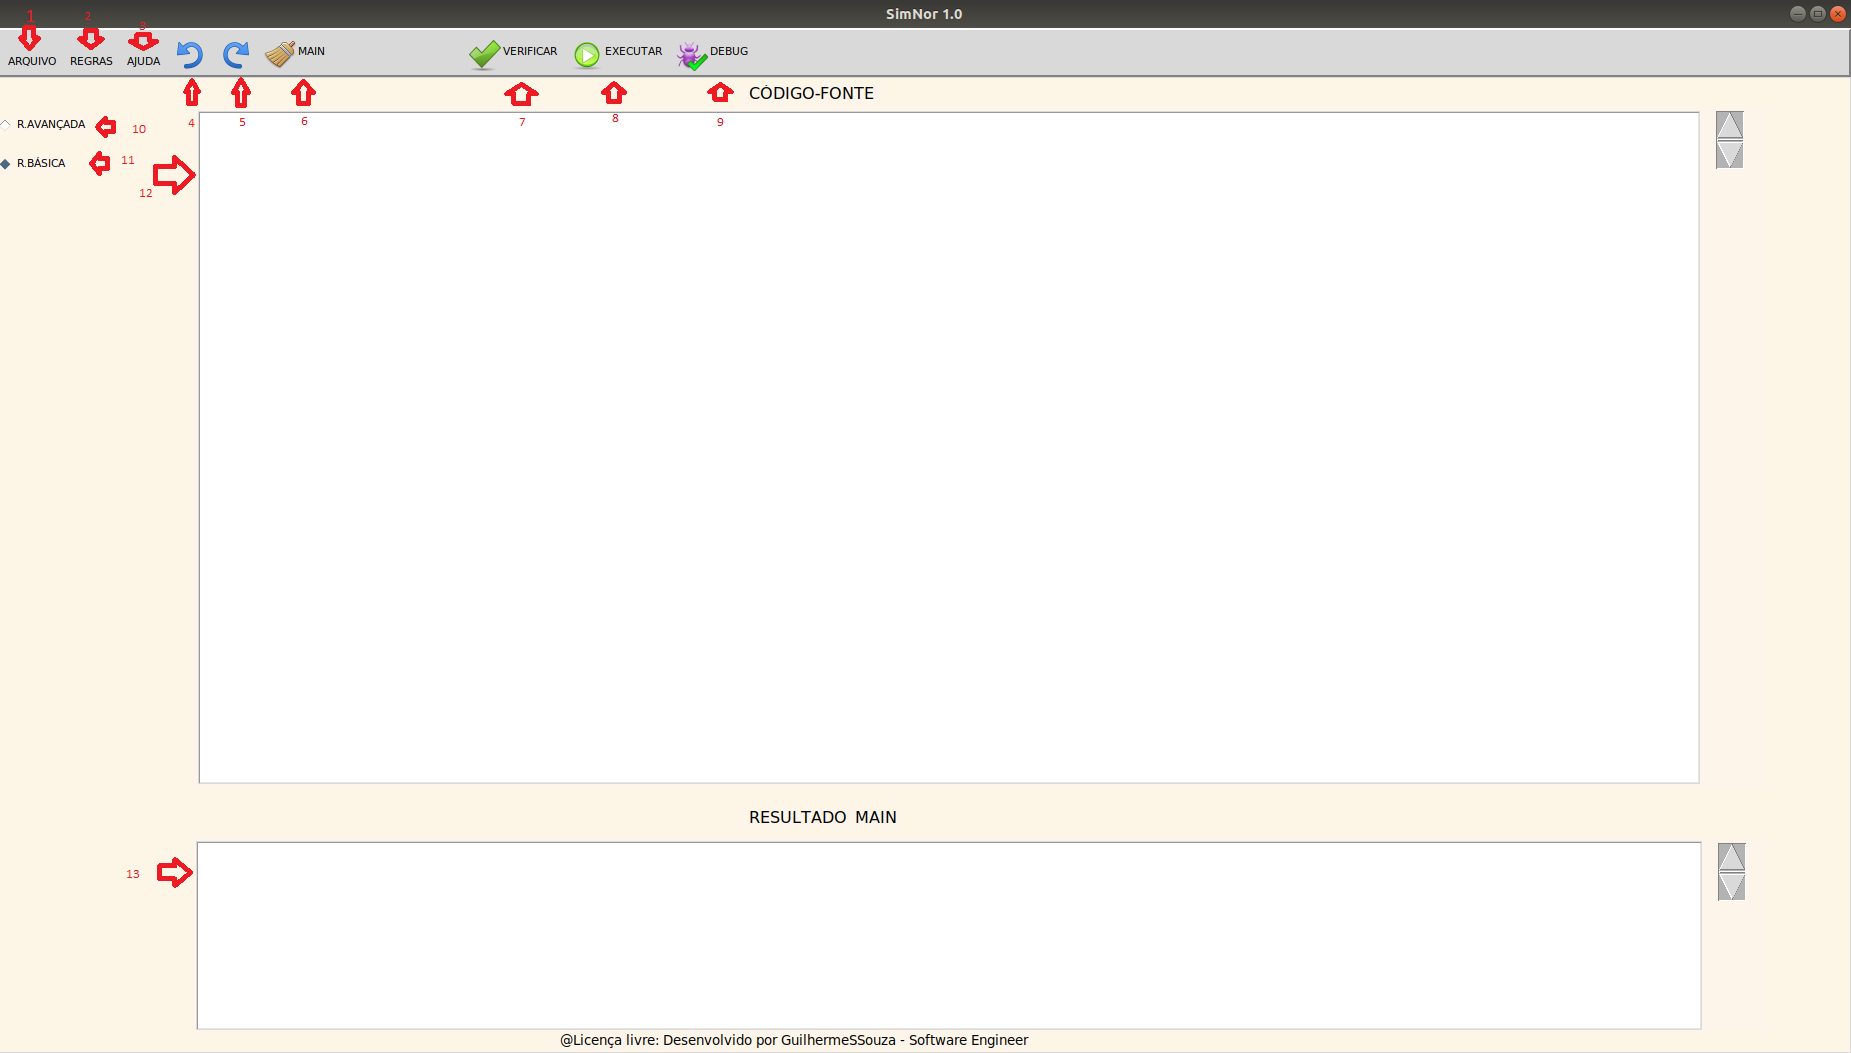 SimNor 1.0
1 2 3
ARQUIVO REGRAS AJUDA MAIN VERIFICAR EXECUTAR DEBUG
CÓDIGO-FONTE
4 5 6 7 8 9
R.AVANÇADA 10
R.BÁSICA 11
12
RESULTADO MAIN
13
@Licença livre: Desenvolvido por GuilhermeSSouza - Software Engineer